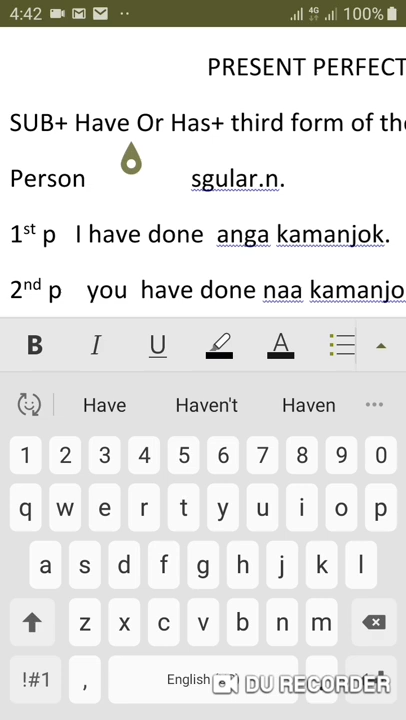 4:42 4G 100%
PRESENT PERFECT
SUB+ Have Or Has+ third form of the
Person sgular.n.
1st p I have done anga kamanjok.
2nd p you have done naa kamanjo
B I U A
Have Haven't Haven
1 2 3 4 5 6 7 8 9 0
q w e r t y u i o p
a s d f g h j k l
z x c v b n m
!#1 , English
DU RECORDER